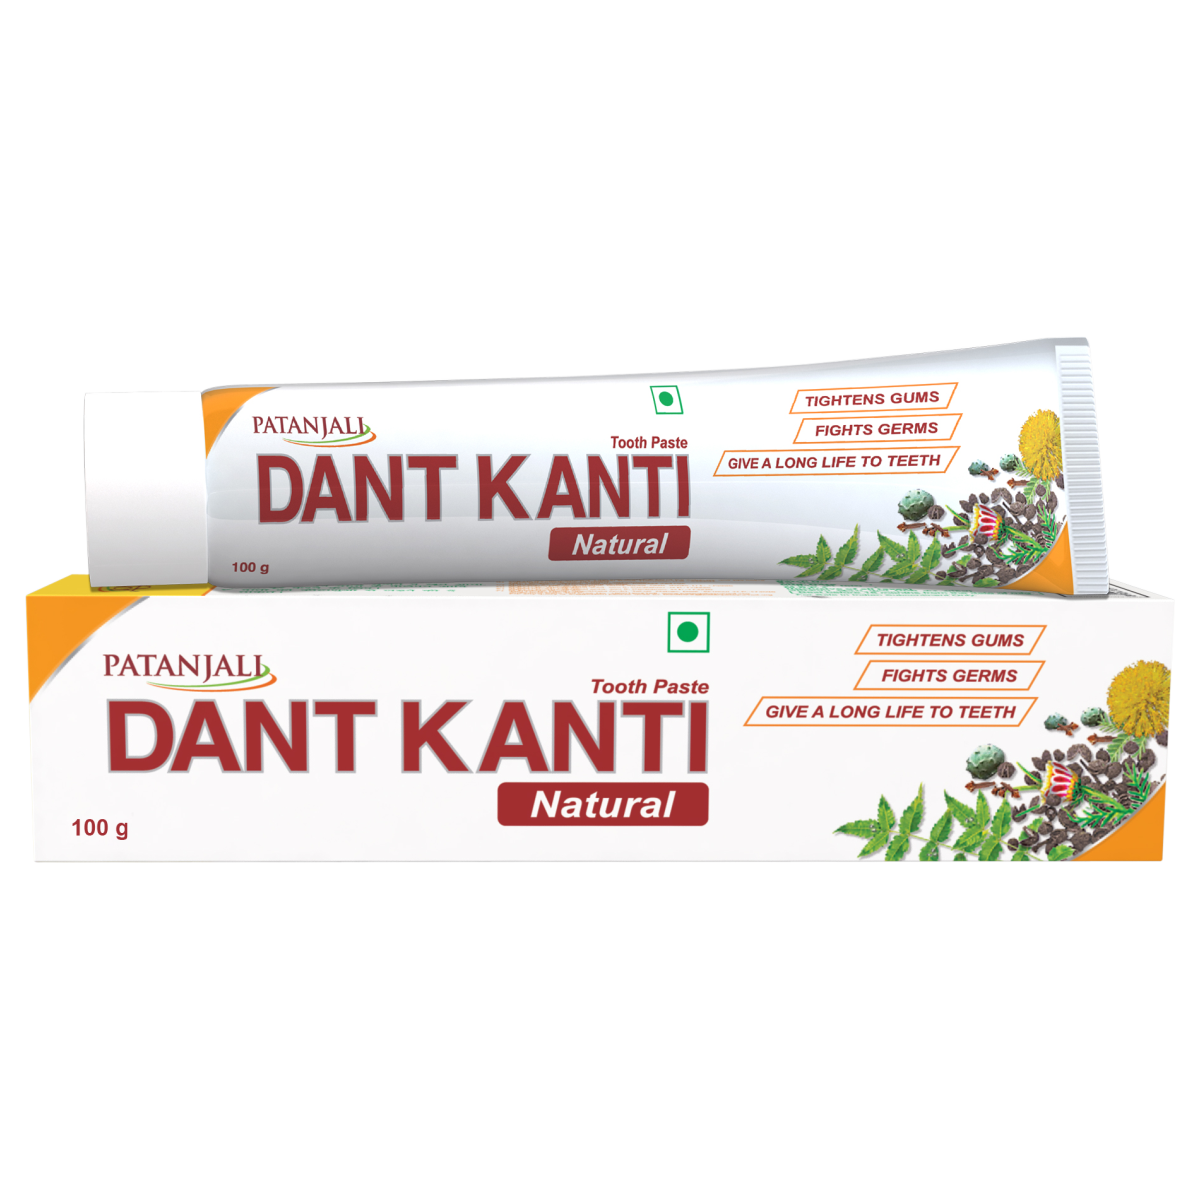 PATANJALI
Tooth Paste
DANT KANTI
Natural
100 g
TIGHTENS GUMS
FIGHTS GERMS
GIVE A LONG LIFE TO TEETH
PATANJALI
Tooth Paste
DANT KANTI
Natural
100 g
TIGHTENS GUMS
FIGHTS GERMS
GIVE A LONG LIFE TO TEETH